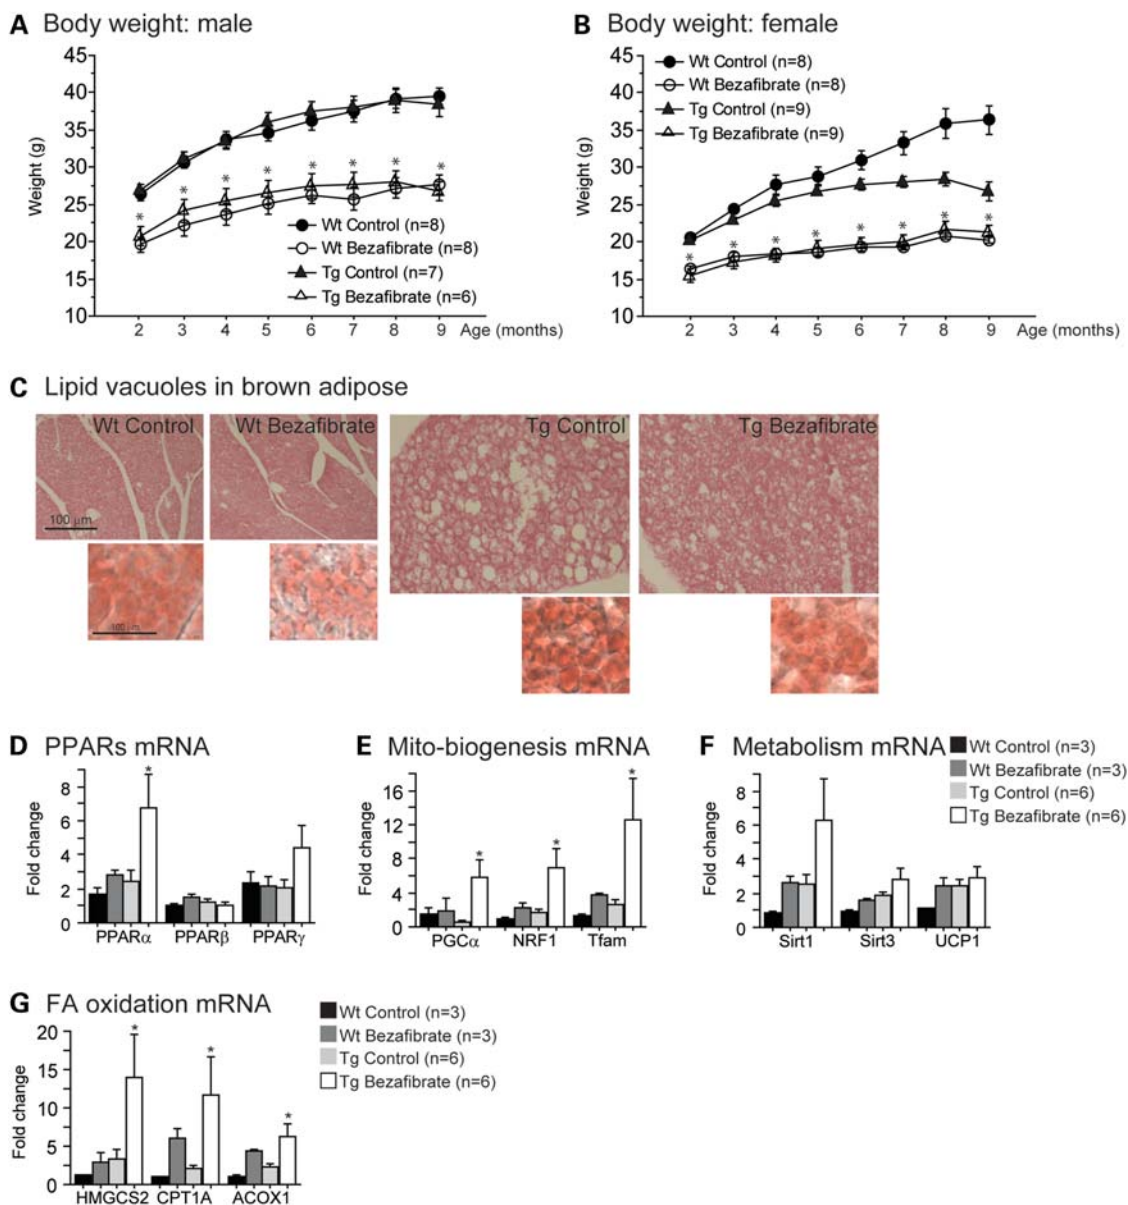 A Body weight: male
45
40
35
30
25
20
15
10
Weight (g)
* * * * * * * *
Wt Control (n=8)
Wt Bezafibrate (n=8)
Tg Control (n=7)
Tg Bezafibrate (n=6)
2 3 4 5 6 7 8 9 Age (months)
B Body weight: female
45
40
35
30
25
20
15
10
Weight (g)
Wt Control (n=8)
Wt Bezafibrate (n=8)
Tg Control (n=9)
Tg Bezafibrate (n=9)
* * * * * * * *
2 3 4 5 6 7 8 9 Age (months)
C Lipid vacuoles in brown adipose
Wt Control
100 µm
Wt Bezafibrate
Tg Control
Tg Bezafibrate
100 µm
D PPARs mRNA
8
6
4
2
0
Fold change
*
PPARα PPARβ PPARγ
E Mito-biogenesis mRNA
16
12
8
4
0
Fold change
* * *
PGCα NRF1 Tfam
F Metabolism mRNA
8
6
4
2
0
Fold change
Sirt1 Sirt3 UCP1
Wt Control (n=3)
Wt Bezafibrate (n=3)
Tg Control (n=6)
Tg Bezafibrate (n=6)
G FA oxidation mRNA
20
15
10
5
0
Fold change
* * *
HMGCS2 CPT1A ACOX1
Wt Control (n=3)
Wt Bezafibrate (n=3)
Tg Control (n=6)
Tg Bezafibrate (n=6)